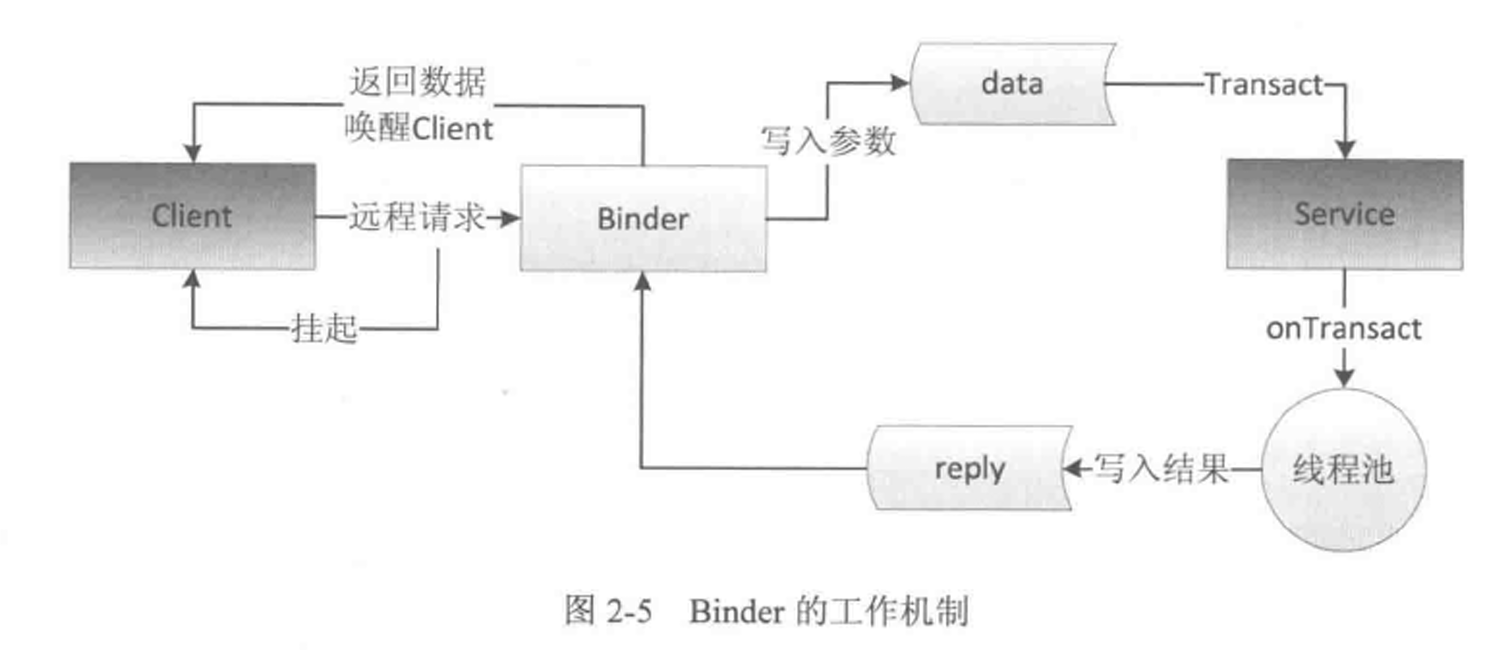 返回数据
唤醒Client
data
Transact
写入参数
Client
远程请求
Binder
Service
挂起
onTransact
reply
写入结果
线程池
图 2-5 Binder 的工作机制